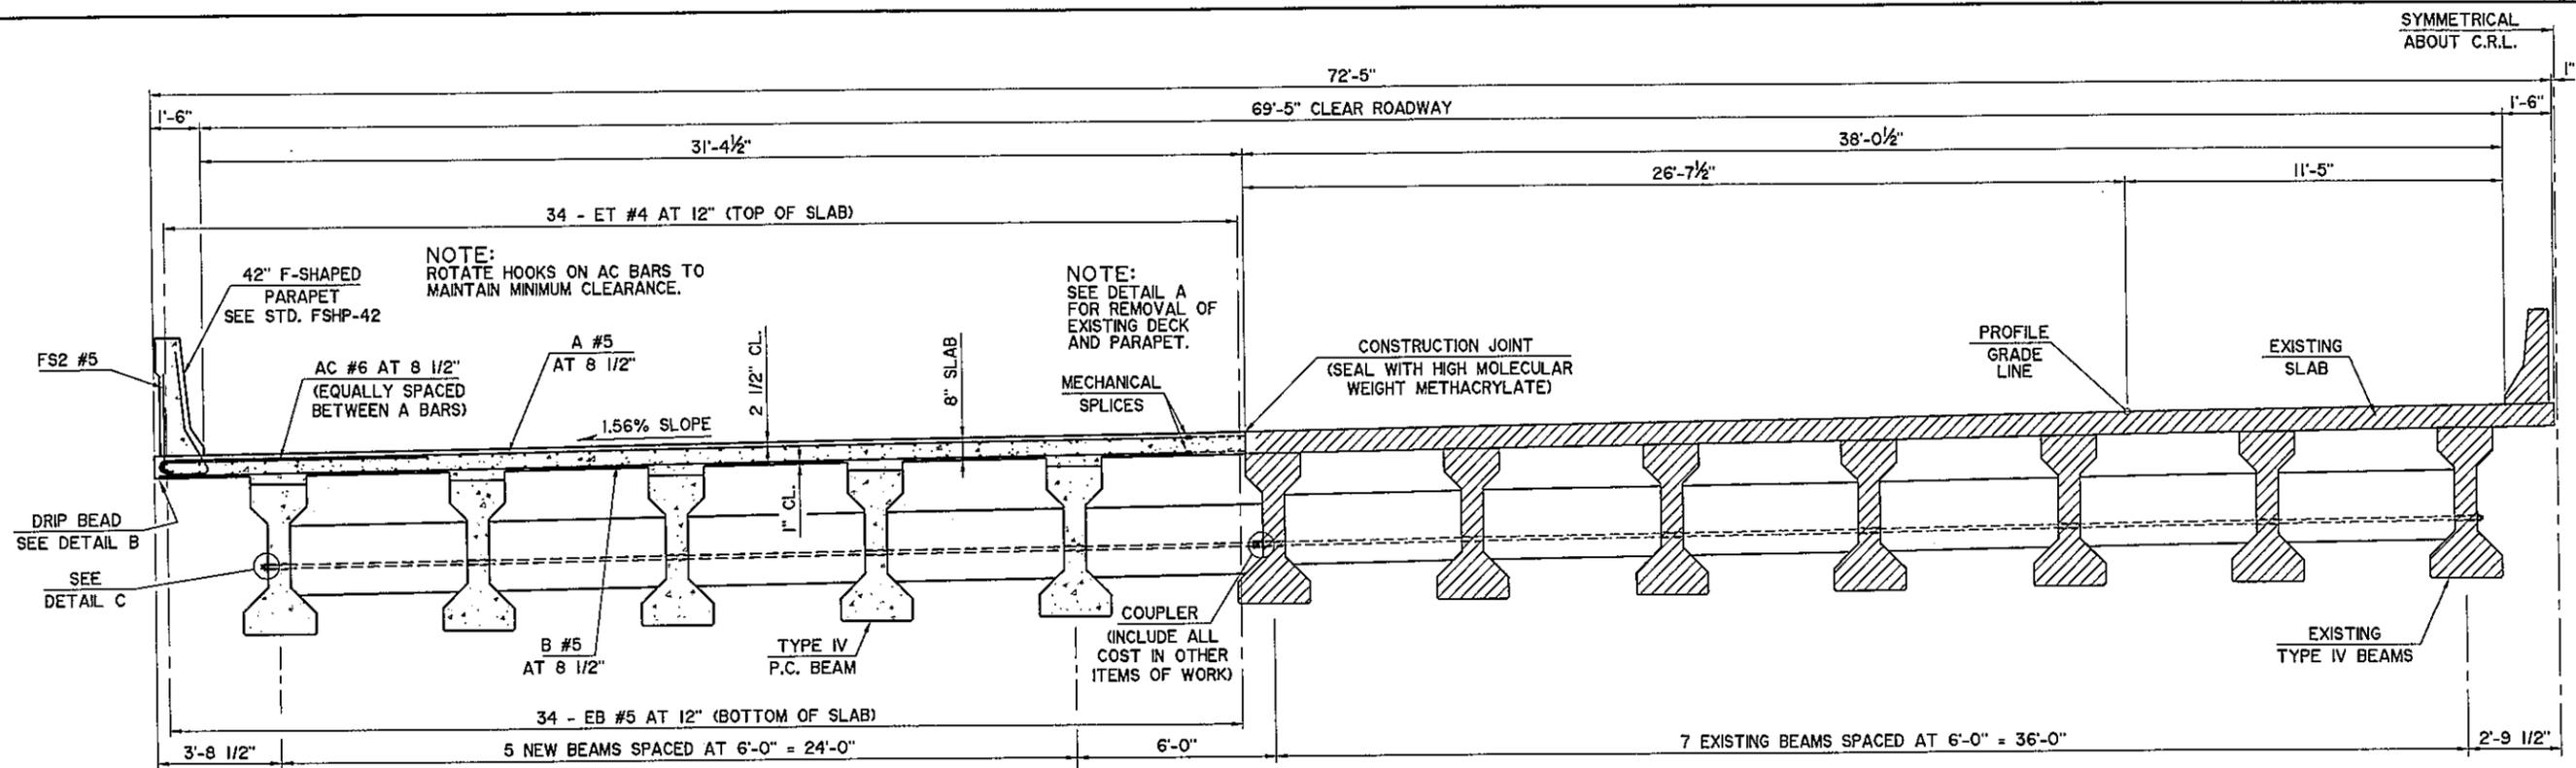 SYMMETRICAL
ABOUT C.R.L.
72'-5"
1"
1'-6"
69'-5" CLEAR ROADWAY
1'-6"
31'-4½"
38'-0½"
26'-7½"
11'-5"
34 - ET #4 AT 12" (TOP OF SLAB)
NOTE:
ROTATE HOOKS ON AC BARS TO
MAINTAIN MINIMUM CLEARANCE.
42" F-SHAPED
PARAPET
SEE STD. FSHP-42
NOTE:
SEE DETAIL A
FOR REMOVAL OF
EXISTING DECK
AND PARAPET.
FS2 #5
AC #6 AT 8 1/2"
(EQUALLY SPACED
BETWEEN A BARS)
A #5
AT 8 1/2"
1.56% SLOPE
2 1/2" CL.
8" SLAB
MECHANICAL
SPLICES
CONSTRUCTION JOINT
(SEAL WITH HIGH MOLECULAR
WEIGHT METHACRYLATE)
PROFILE
GRADE
LINE
EXISTING
SLAB
1" CL.
DRIP BEAD
SEE DETAIL B
SEE
DETAIL C
B #5
AT 8 1/2"
TYPE IV
P.C. BEAM
COUPLER
(INCLUDE ALL
COST IN OTHER
ITEMS OF WORK)
EXISTING
TYPE IV BEAMS
34 - EB #5 AT 12" (BOTTOM OF SLAB)
3'-8 1/2"
5 NEW BEAMS SPACED AT 6'-0" = 24'-0"
6'-0"
7 EXISTING BEAMS SPACED AT 6'-0" = 36'-0"
2'-9 1/2"